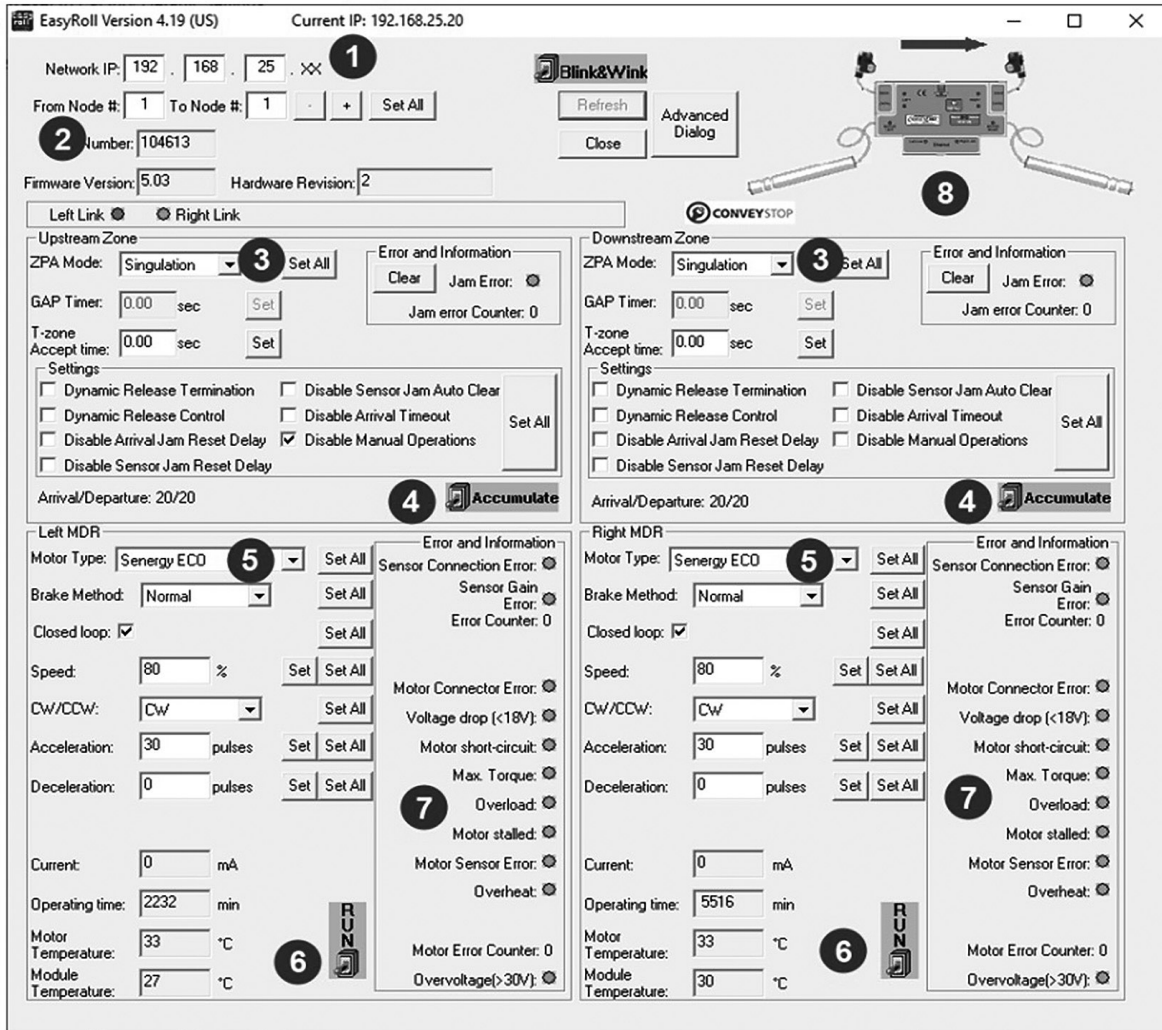 EasyRoll Version 4.19 (US) Current IP: 192.168.25.20
Network IP: 192 . 168 . 25 . XX 1
From Node #: 1 To Node #: 1 - + Set All
Blink&Wink
Refresh
Close
Advanced
Dialog
2 Number: 104613
Firmware Version: 5.03 Hardware Revision: 2
8
Left Link Right Link
CONVEYSTOP
Upstream Zone
ZPA Mode: Singulation 3 Set All
GAP Timer: 0.00 sec Set
T-zone
Accept time: 0.00 sec Set
Error and Information
Clear Jam Error:
Jam error Counter: 0
Settings
Dynamic Release Termination
Dynamic Release Control
Disable Arrival Jam Reset Delay
Disable Sensor Jam Reset Delay
Disable Sensor Jam Auto Clear
Disable Arrival Timeout
Disable Manual Operations
Set All
Arrival/Departure: 20/20 4 Accumulate
Downstream Zone
ZPA Mode: Singulation 3 Set All
GAP Timer: 0.00 sec Set
T-zone
Accept time: 0.00 sec Set
Error and Information
Clear Jam Error:
Jam error Counter: 0
Settings
Dynamic Release Termination
Dynamic Release Control
Disable Arrival Jam Reset Delay
Disable Sensor Jam Reset Delay
Disable Sensor Jam Auto Clear
Disable Arrival Timeout
Disable Manual Operations
Set All
Arrival/Departure: 20/20 4 Accumulate
Left MDR
Motor Type: Senergy ECO 5 Set All
Brake Method: Normal Set All
Closed loop: Set All
Speed: 80 % Set Set All
CW/CCW: CW Set All
Acceleration: 30 pulses Set Set All
Deceleration: 0 pulses Set Set All
Current: 0 mA
Operating time: 2232 min
Motor
Temperature: 33 °C
Module
Temperature: 27 °C
6 RUN
Error and Information
Sensor Connection Error:
Sensor Gain
Error:
Error Counter: 0
Motor Connector Error:
Voltage drop (<18V):
Motor short-circuit:
Max. Torque:
7 Overload:
Motor stalled:
Motor Sensor Error:
Overheat:
Motor Error Counter: 0
Overvoltage(>30V):
Right MDR
Motor Type: Senergy ECO 5 Set All
Brake Method: Normal Set All
Closed loop: Set All
Speed: 80 % Set Set All
CW/CCW: CW Set All
Acceleration: 30 pulses Set Set All
Deceleration: 0 pulses Set Set All
Current: 0 mA
Operating time: 5516 min
Motor
Temperature: 33 °C
Module
Temperature: 30 °C
6 RUN
Error and Information
Sensor Connection Error:
Sensor Gain
Error:
Error Counter: 0
Motor Connector Error:
Voltage drop (<18V):
Motor short-circuit:
Max. Torque:
7 Overload:
Motor stalled:
Motor Sensor Error:
Overheat:
Motor Error Counter: 0
Overvoltage(>30V):